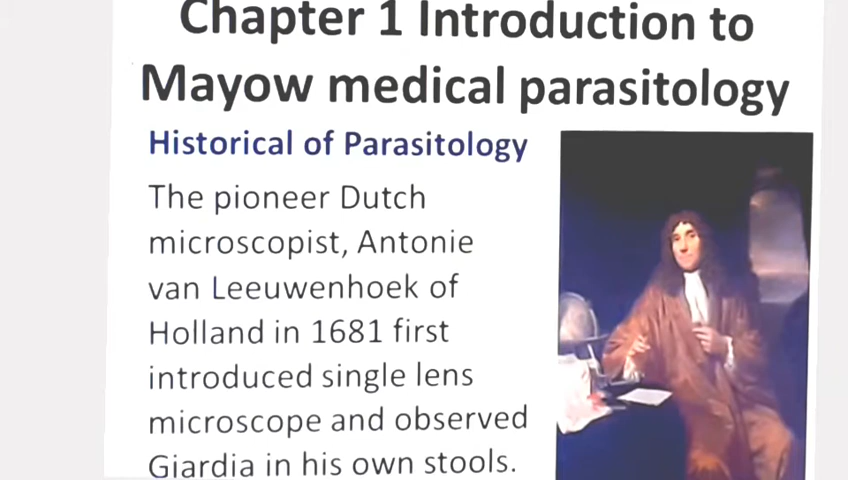 Chapter 1 Introduction to
Mayow medical parasitology
Historical of Parasitology
The pioneer Dutch
microscopist, Antonie
van Leeuwenhoek of
Holland in 1681 first
introduced single lens
microscope and observed
Giardia in his own stools.